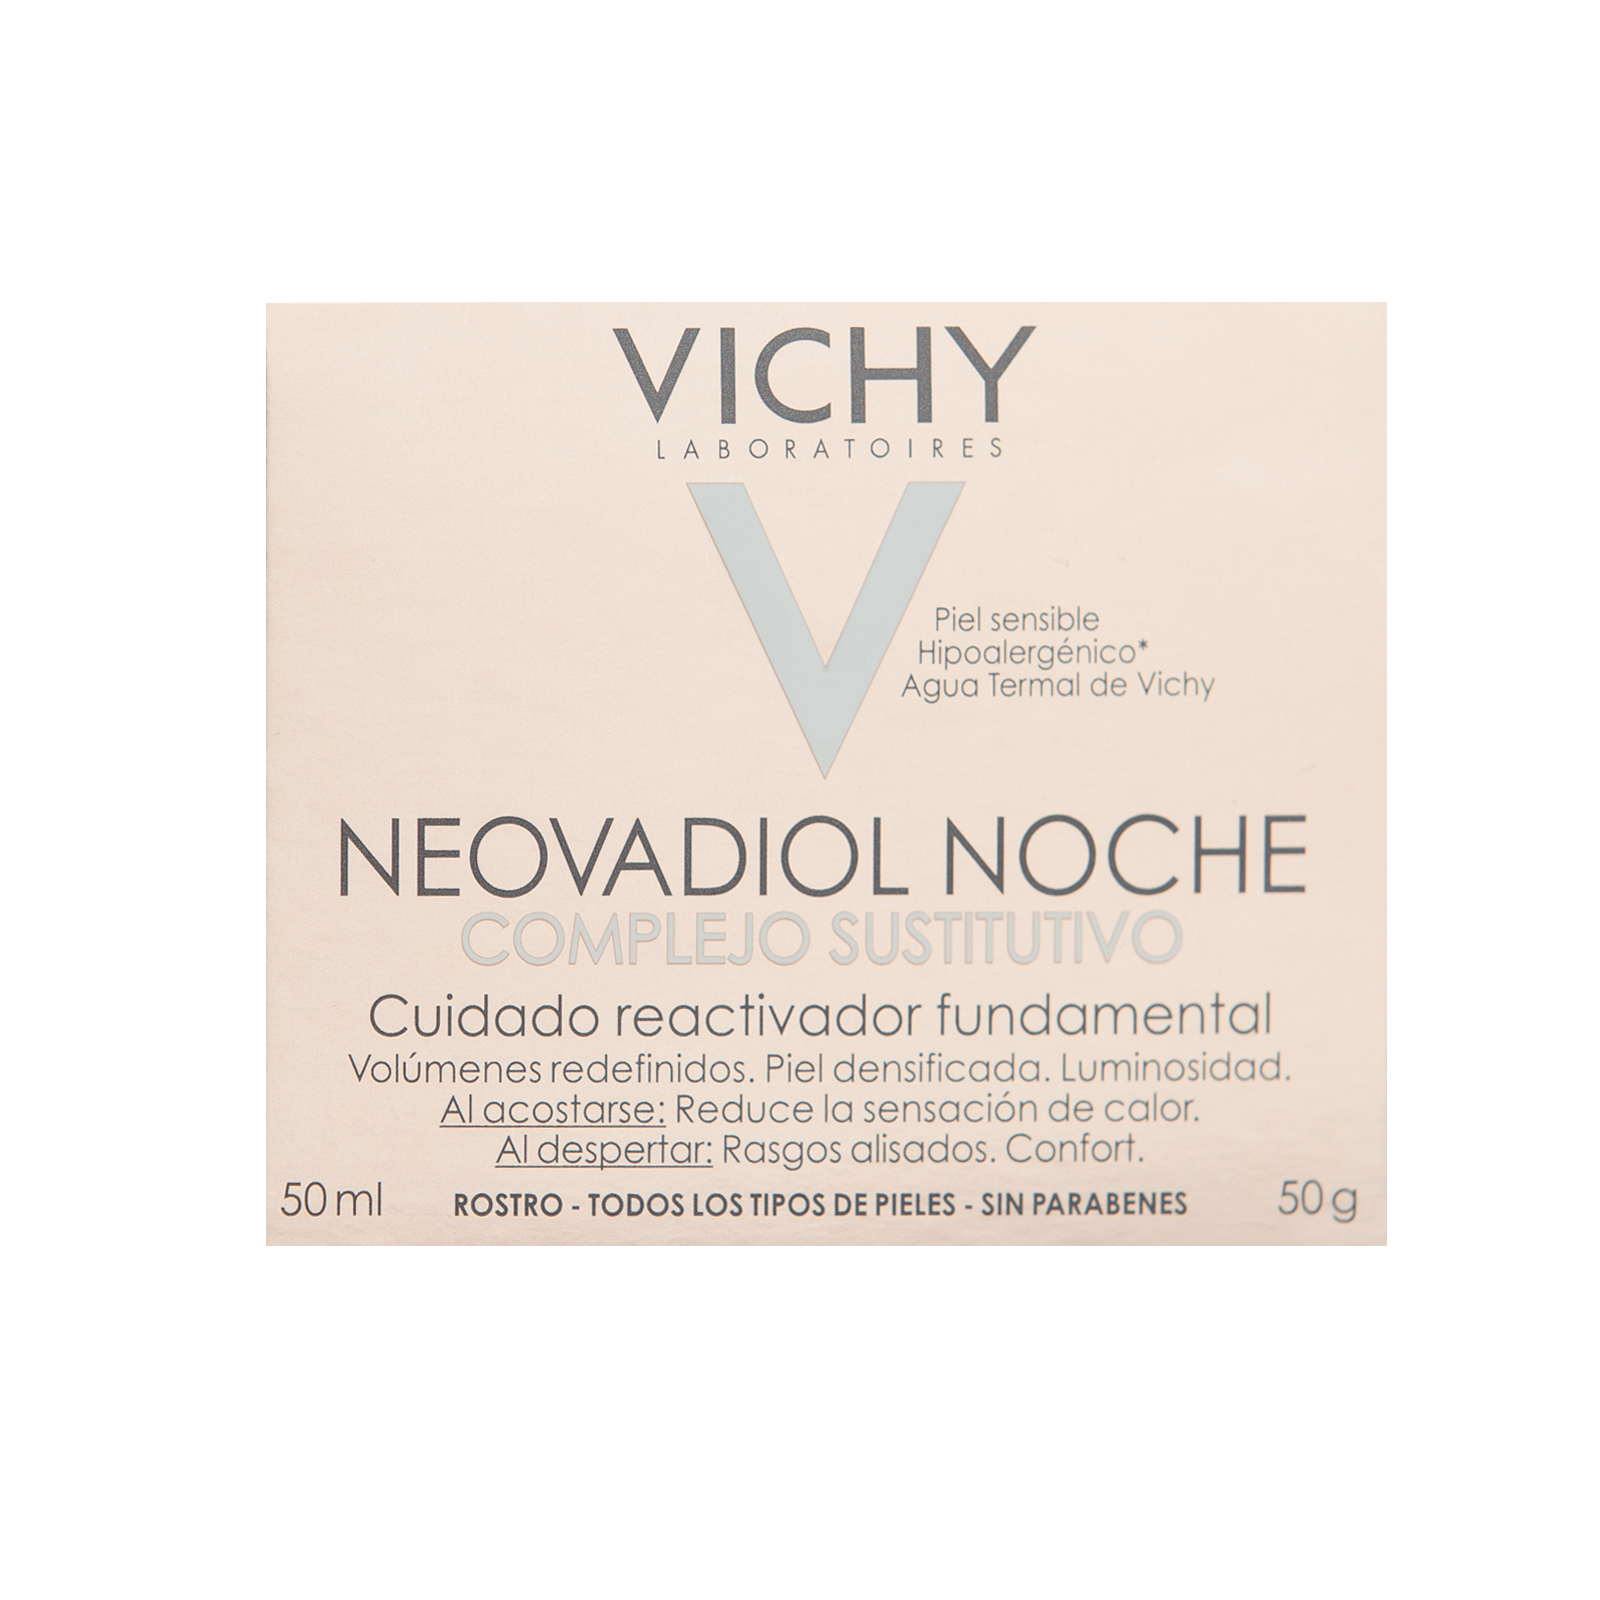 VICHY
LABORATOIRES
Piel sensible
Hipoalergénico*
Agua Termal de Vichy
NEOVADIOL NOCHE
COMPLEJO SUSTITUTIVO
Cuidado reactivador fundamental
Volúmenes redefinidos. Piel densificada. Luminosidad.
Al acostarse: Reduce la sensación de calor.
Al despertar: Rasgos alisados. Confort.
50 ml ROSTRO - TODOS LOS TIPOS DE PIELES - SIN PARABENES 50 g